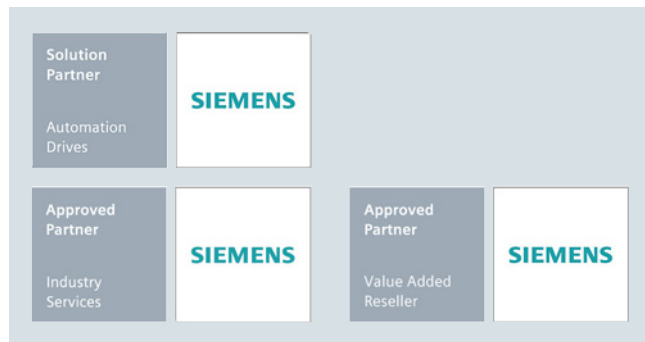 Solution
Partner
Automation
Drives
SIEMENS
Approved
Partner
Industry
Services
SIEMENS
Approved
Partner
Value Added
Reseller
SIEMENS